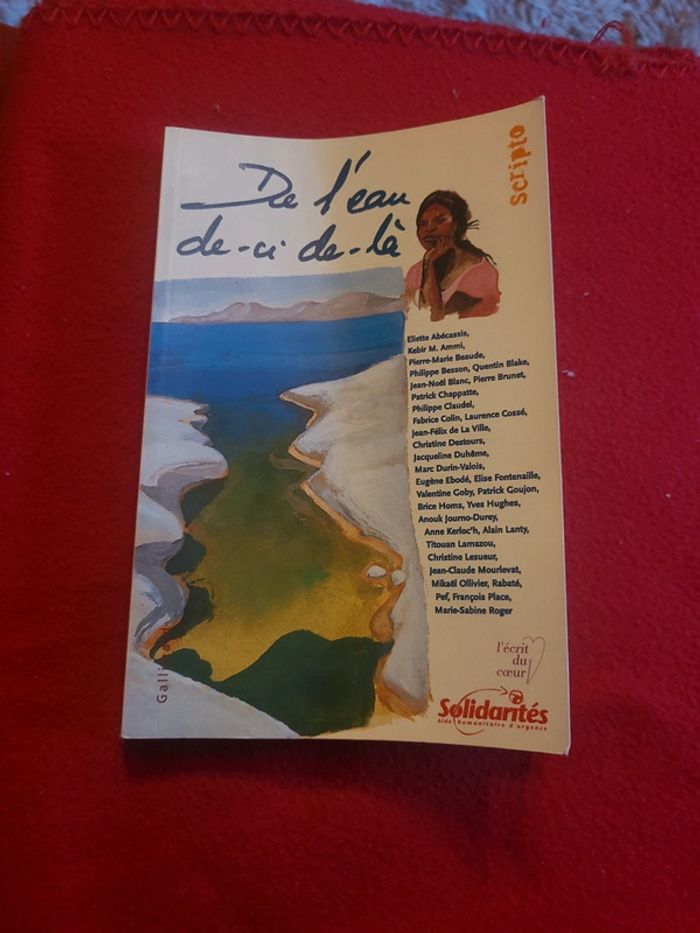 scripto
De l'eau
de-ci de-là
Eliette Abécassis,
Kebir M. Ammi,
Pierre-Marie Beaude,
Philippe Besson, Quentin Blake,
Jean-Noël Blanc, Pierre Brunet,
Patrick Chappatte,
Philippe Claudel,
Fabrice Colin, Laurence Cossé,
Jean-Félix de La Ville,
Christine Destours,
Jacqueline Duhême,
Marc Durin-Valois,
Eugène Ebodé, Elise Fontenaille,
Valentine Goby, Patrick Goujon,
Brice Homs, Yves Hughes,
Anouk Journo-Durey,
Anne Kerloc'h, Alain Lanty,
Titouan Lamazou,
Christine Lesueur,
Jean-Claude Mourlevat,
Mikaël Ollivier, Rabaté,
Pef, François Place,
Marie-Sabine Roger
l'écrit
du
cœur
Solidarités
Aide humanitaire d'urgence